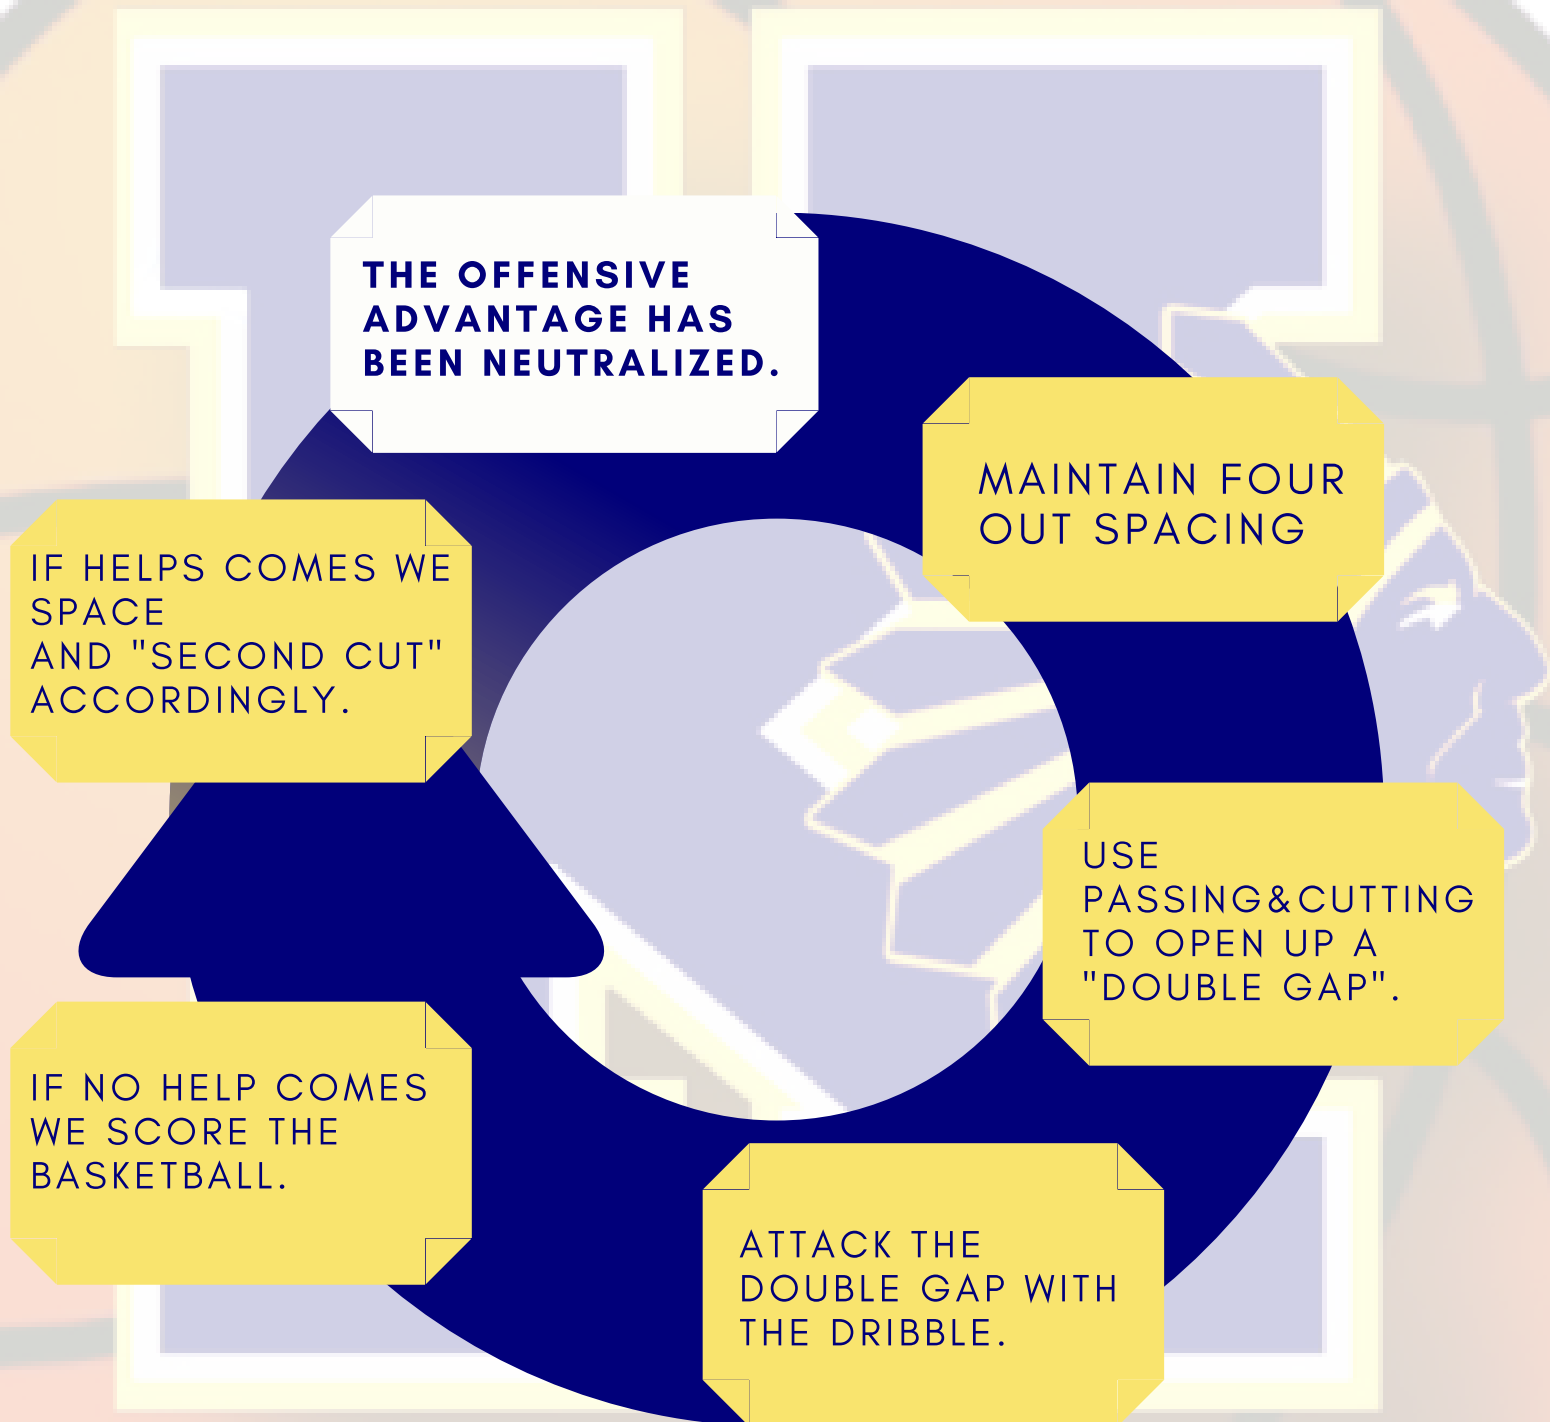 THE OFFENSIVE
ADVANTAGE HAS
BEEN NEUTRALIZED.
MAINTAIN FOUR
OUT SPACING
USE
PASSING&CUTTING
TO OPEN UP A
"DOUBLE GAP".
ATTACK THE
DOUBLE GAP WITH
THE DRIBBLE.
IF NO HELP COMES
WE SCORE THE
BASKETBALL.
IF HELPS COMES WE
SPACE
AND "SECOND CUT"
ACCORDINGLY.